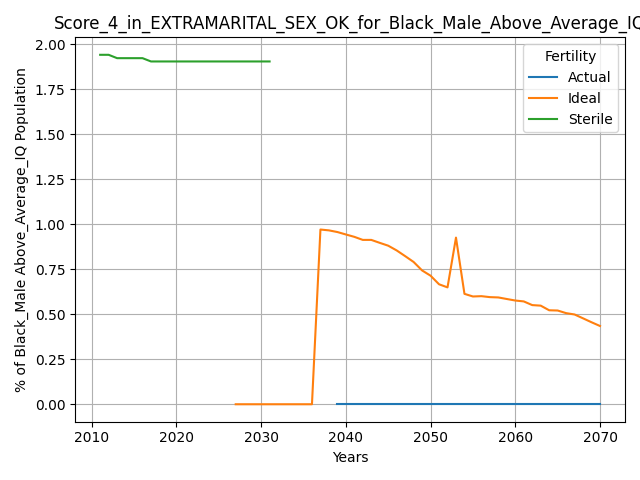 Score_4_in_EXTRAMARITAL_SEX_OK_for_Black_Male_Above_Average_IQ
Fertility
Actual
Ideal
Sterile
% of Black_Male Above_Average_IQ Population
2.00
1.75
1.50
1.25
1.00
0.75
0.50
0.25
0.00
2010 2020 2030 2040 2050 2060 2070
Years